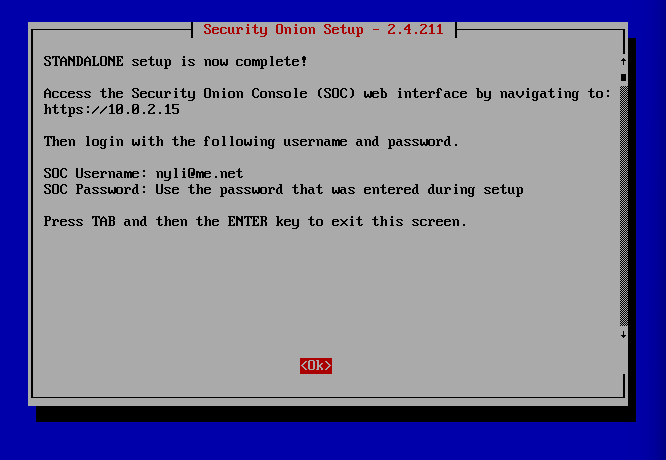 Security Onion Setup - 2.4.211
STANDALONE setup is now complete!
Access the Security Onion Console (SOC) web interface by navigating to:
https://10.0.2.15
Then login with the following username and password.
SOC Username: nyli@me.net
SOC Password: Use the password that was entered during setup
Press TAB and then the ENTER key to exit this screen.
<Ok>